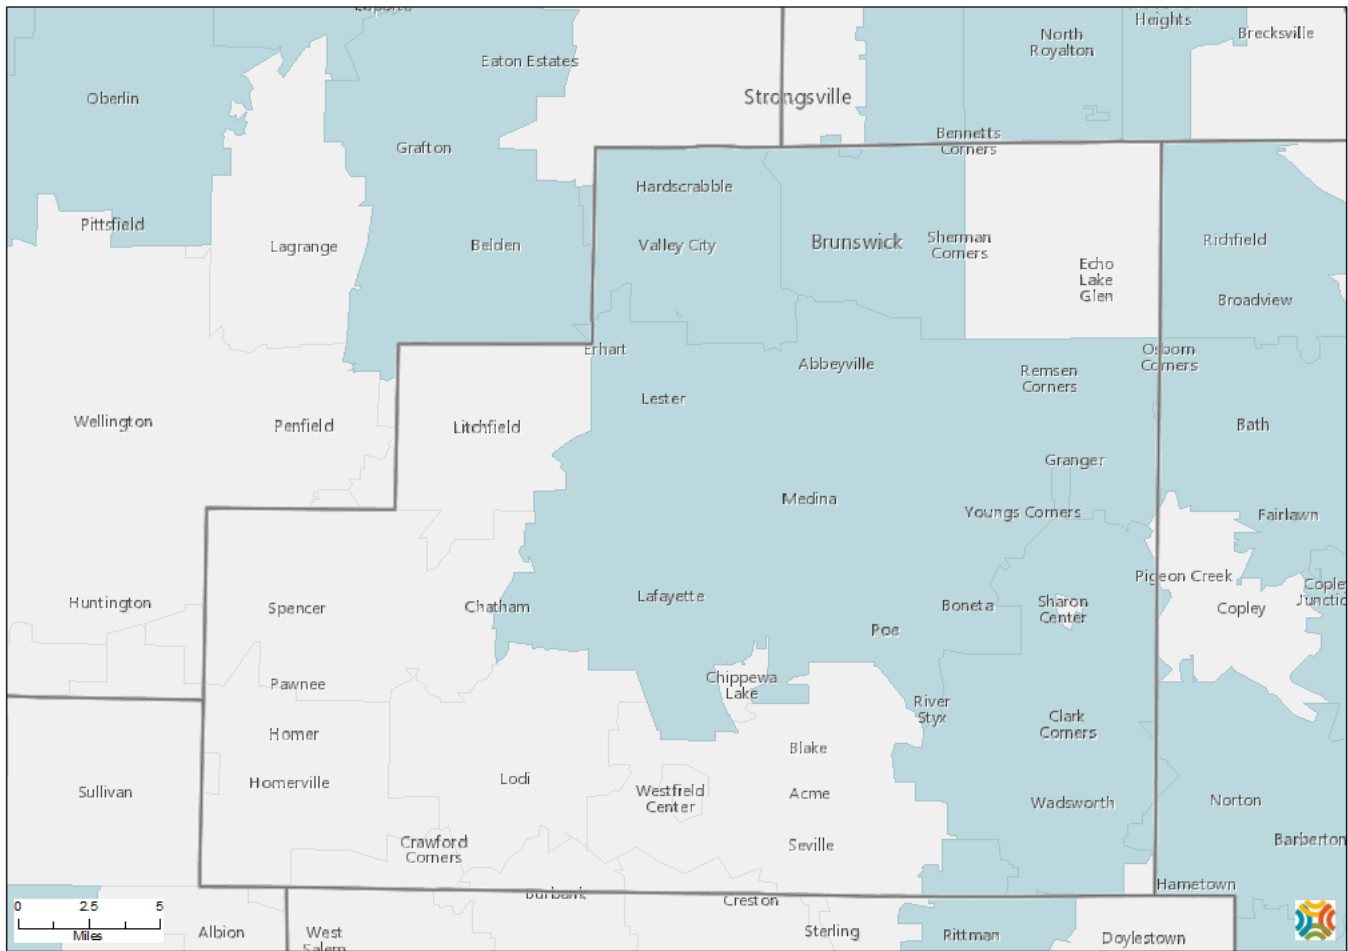 Heights
North
Royalton
Brecksville
Eaton Estates
Oberlin
Strongsville
Bennetts
Corners
Grafton
Hardscrabble
Pittsfield
Lagrange
Belden
Valley City
Brunswick
Sherman
Corners
Echo
Lake
Glen
Richfield
Broadview
Erhart
Abbeyville
Remsen
Corners
Osborn
Corners
Lester
Wellington
Penfield
Litchfield
Bath
Granger
Medina
Youngs Corners
Fairlawn
Pigeon Creek
Huntington
Spencer
Chatham
Lafayette
Boneta
Sharon
Center
Copley
Copley
Junctio
Poe
Pawnee
Chippewa
Lake
River
Styx
Clark
Corners
Homer
Blake
Homerville
Lodi
Sullivan
Westfield
Center
Acme
Wadsworth
Norton
Crawford
Corners
Seville
Barberton
Hametown
Burbank
Creston
0 2.5 5
Miles
Albion
West
Salem
Sterling
Rittman
Doylestown